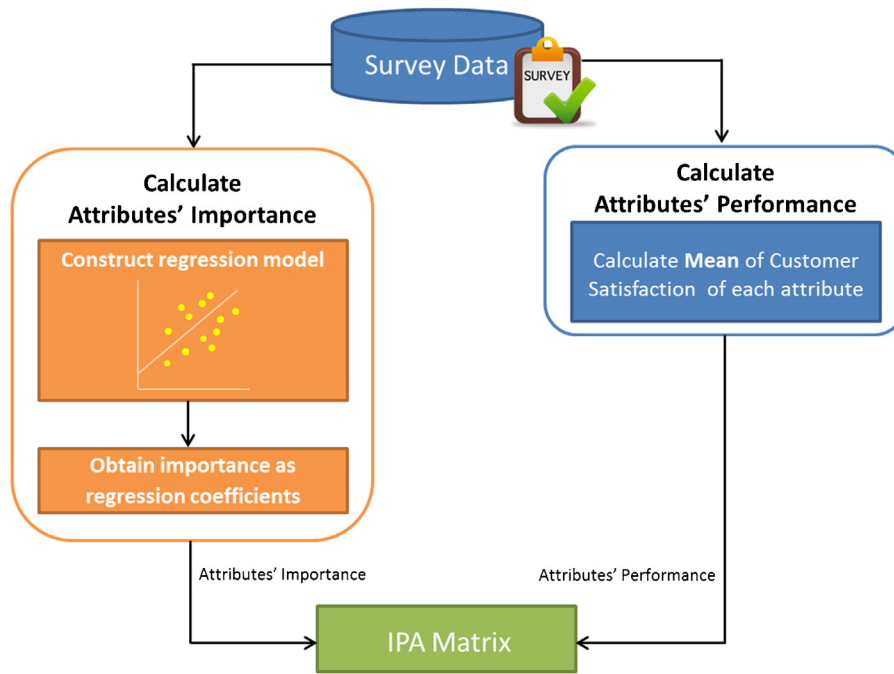 Survey Data
SURVEY
Calculate
Attributes’ Importance
Construct regression model
Obtain importance as
regression coefficients
Calculate
Attributes’ Performance
Calculate Mean of Customer
Satisfaction of each attribute
Attributes’ Importance
Attributes’ Performance
IPA Matrix